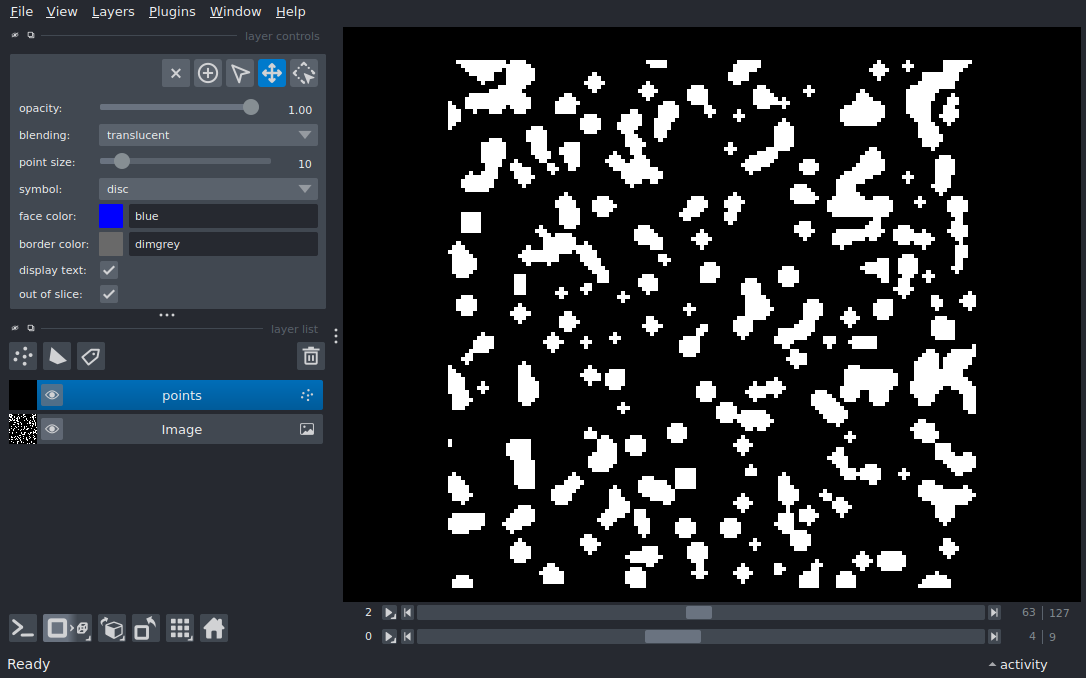 File View Layers Plugins Window Help
layer controls
opacity: 1.00
blending: translucent
point size: 10
symbol: disc
face color: blue
border color: dimgrey
display text:
out of slice:
layer list
points
Image
2 63 127
0 4 9
Ready activity